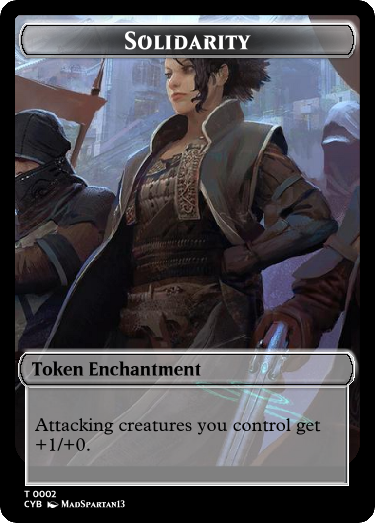 Solidarity
Token Enchantment
Attacking creatures you control get
+1/+0.
T 0002
CYB MadSpartan13